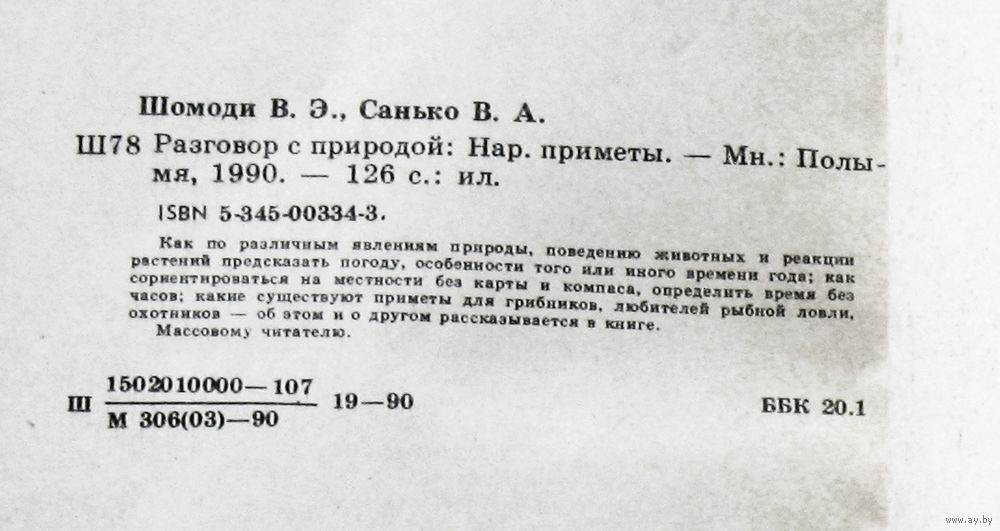 Шомоди В. Э., Санько В. А.
Ш78 Разговор с природой: Нар. приметы. — Мн.: Полы-
мя, 1990. — 126 с.: ил.
ISBN 5-345-00334-3.
Как по различным явлениям природы, поведению животных и реакции
растений предсказать погоду, особенности того или иного времени года; как
сориентироваться на местности без карты и компаса, определить время без
часов; какие существуют приметы для грибников, любителей рыбной ловли,
охотников — об этом и о другом рассказывается в книге.
Массовому читателю.
Ш 1502010000—107 19—90
М 306(03)—90
ББК 20.1
www.ay.by